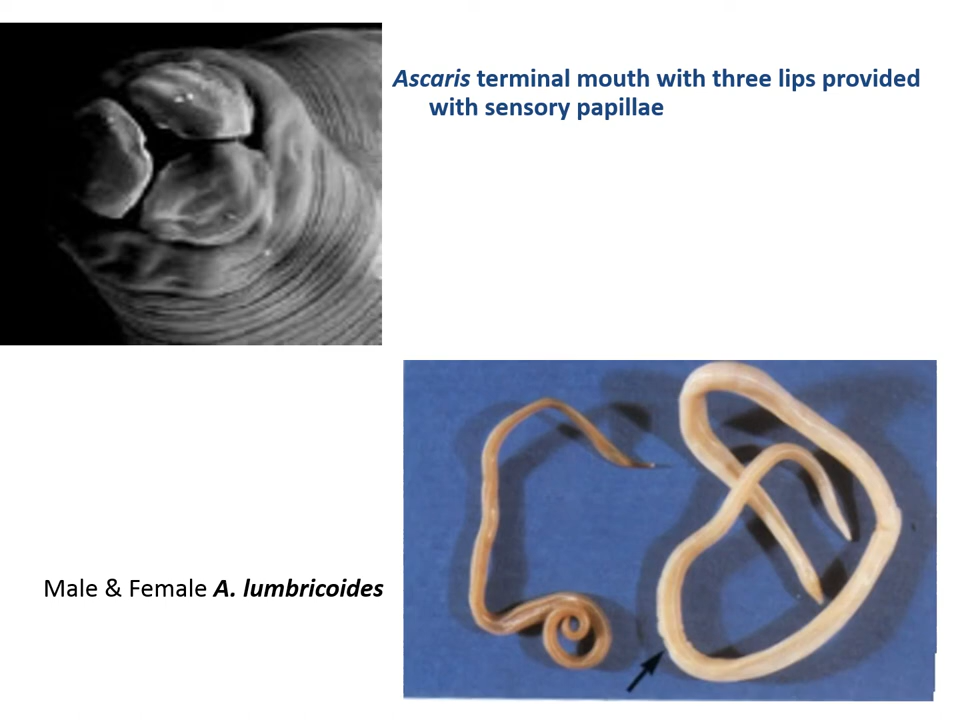 Ascaris terminal mouth with three lips provided
with sensory papillae
Male & Female A. lumbricoides